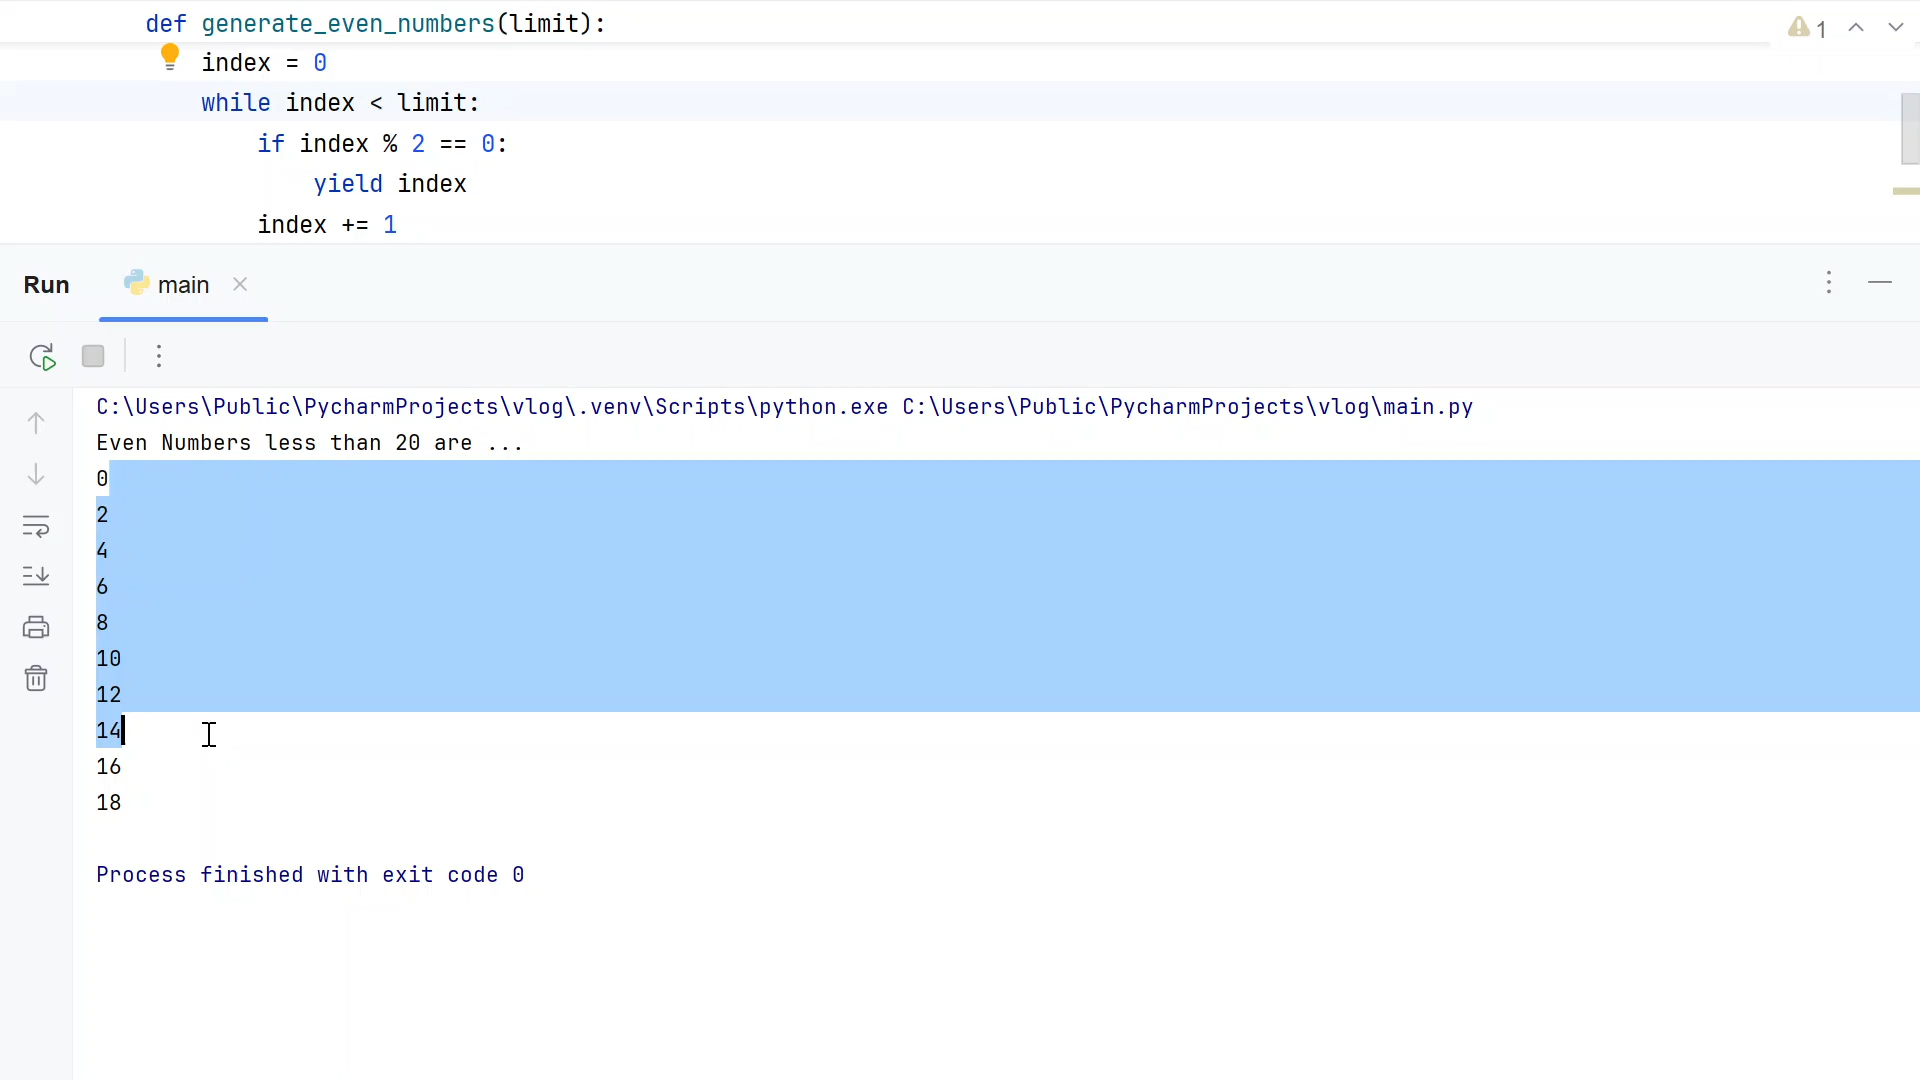 def generate_even_numbers(limit):
1
index = 0
while index < limit:
if index % 2 == 0:
yield index
index += 1
Run
main
C:\Users\Public\PycharmProjects\vlog\.venv\Scripts\python.exe C:\Users\Public\PycharmProjects\vlog\main.py
Even Numbers less than 20 are ...
0
2
4
6
8
10
12
14
16
18
Process finished with exit code 0